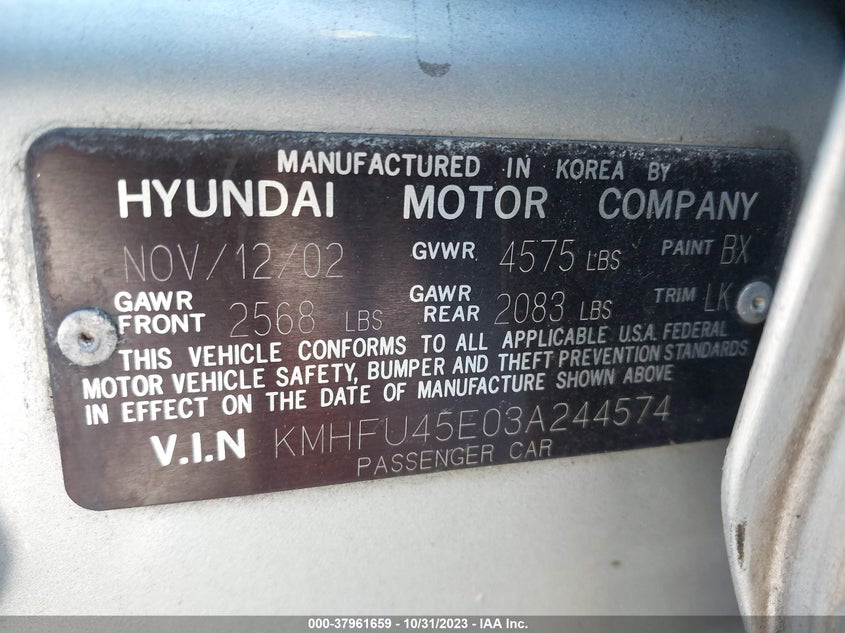 MANUFACTURED IN KOREA BY
HYUNDAI MOTOR COMPANY
NOV/12/02 GVWR 4575 LBS PAINT BX
GAWR FRONT 2568 LBS GAWR REAR 2083 LBS TRIM LK
THIS VEHICLE CONFORMS TO ALL APPLICABLE U.S.A. FEDERAL
MOTOR VEHICLE SAFETY, BUMPER AND THEFT PREVENTION STANDARDS
IN EFFECT ON THE DATE OF MANUFACTURE SHOWN ABOVE
V.I.N KMHFU45E03A244574
PASSENGER CAR
000-37961659 - 10/31/2023 - IAA Inc.